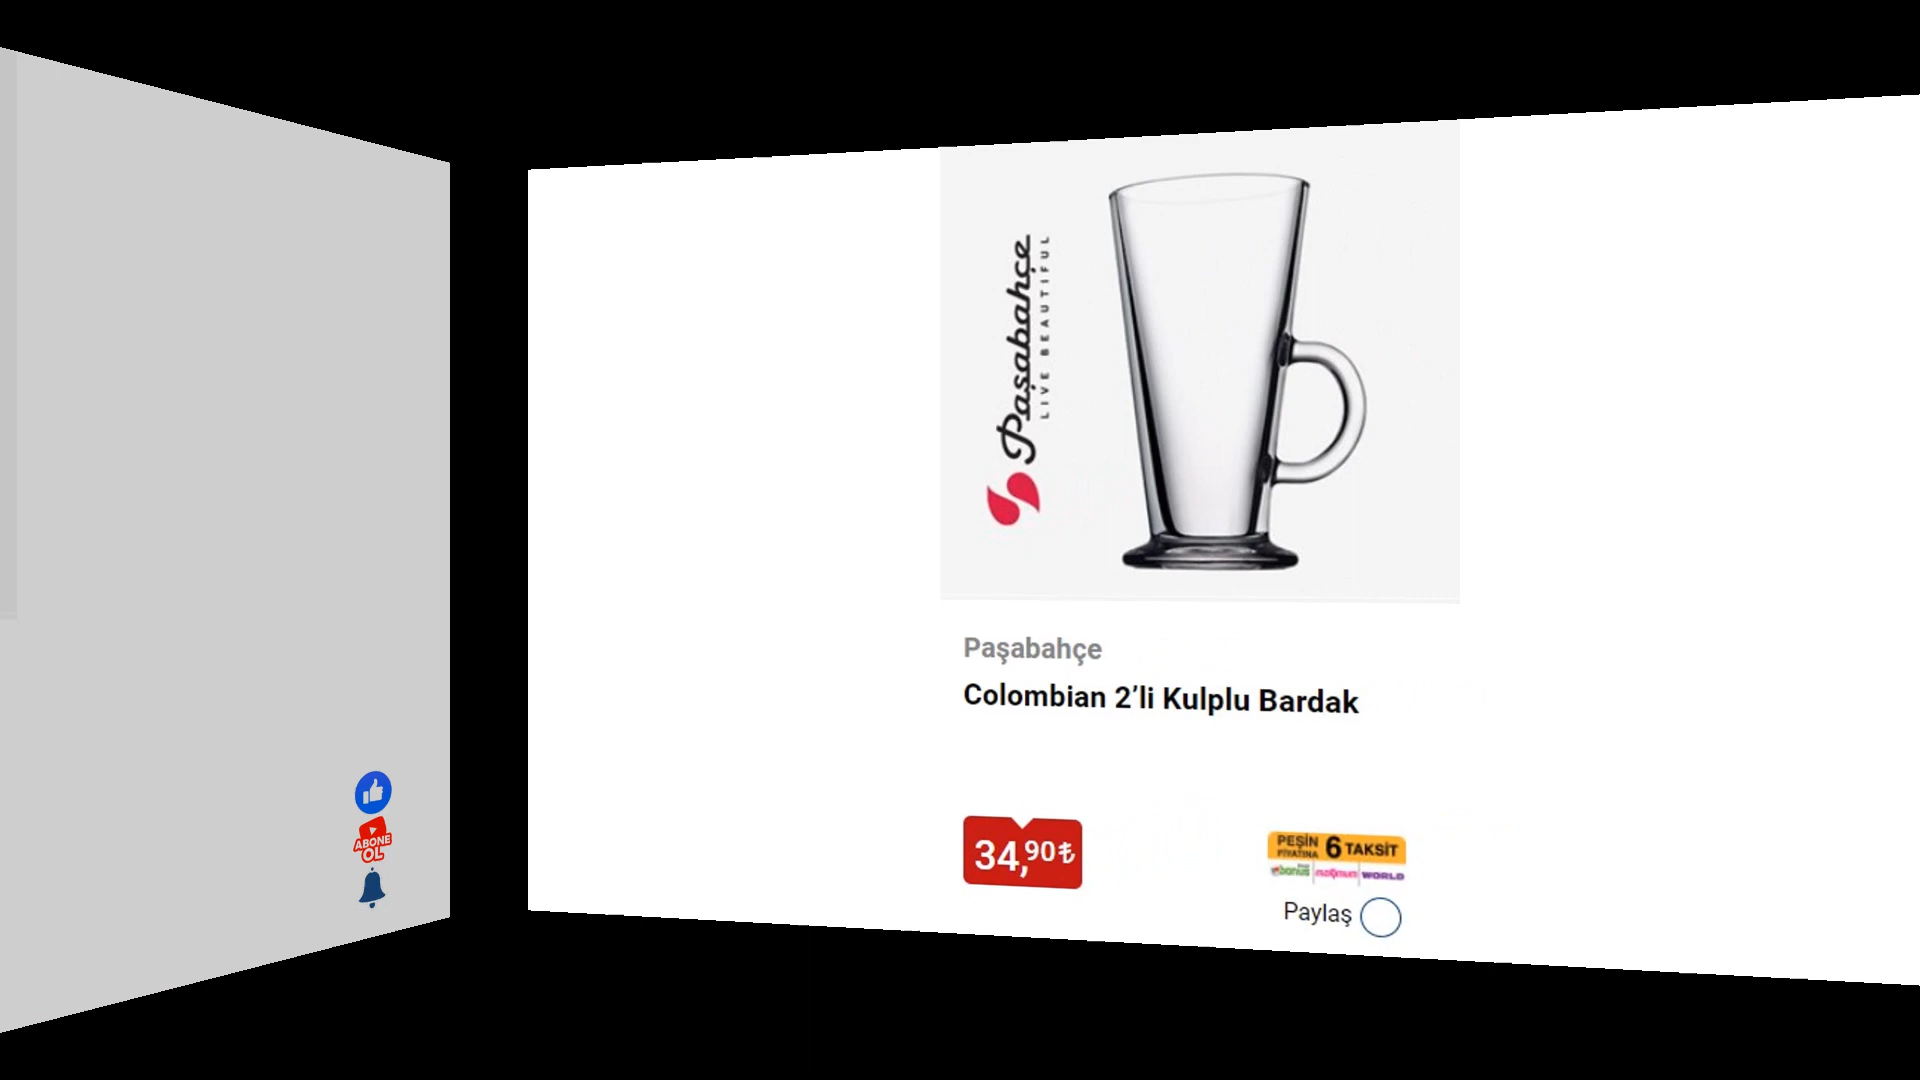 ABONE
OL
Paşabahçe
LIVE BEAUTIFUL
Paşabahçe
Colombian 2’li Kulplu Bardak
34,90₺
PEŞİN
FİYATINA
6 TAKSİT
bonus
maximum
WORLD
Paylaş